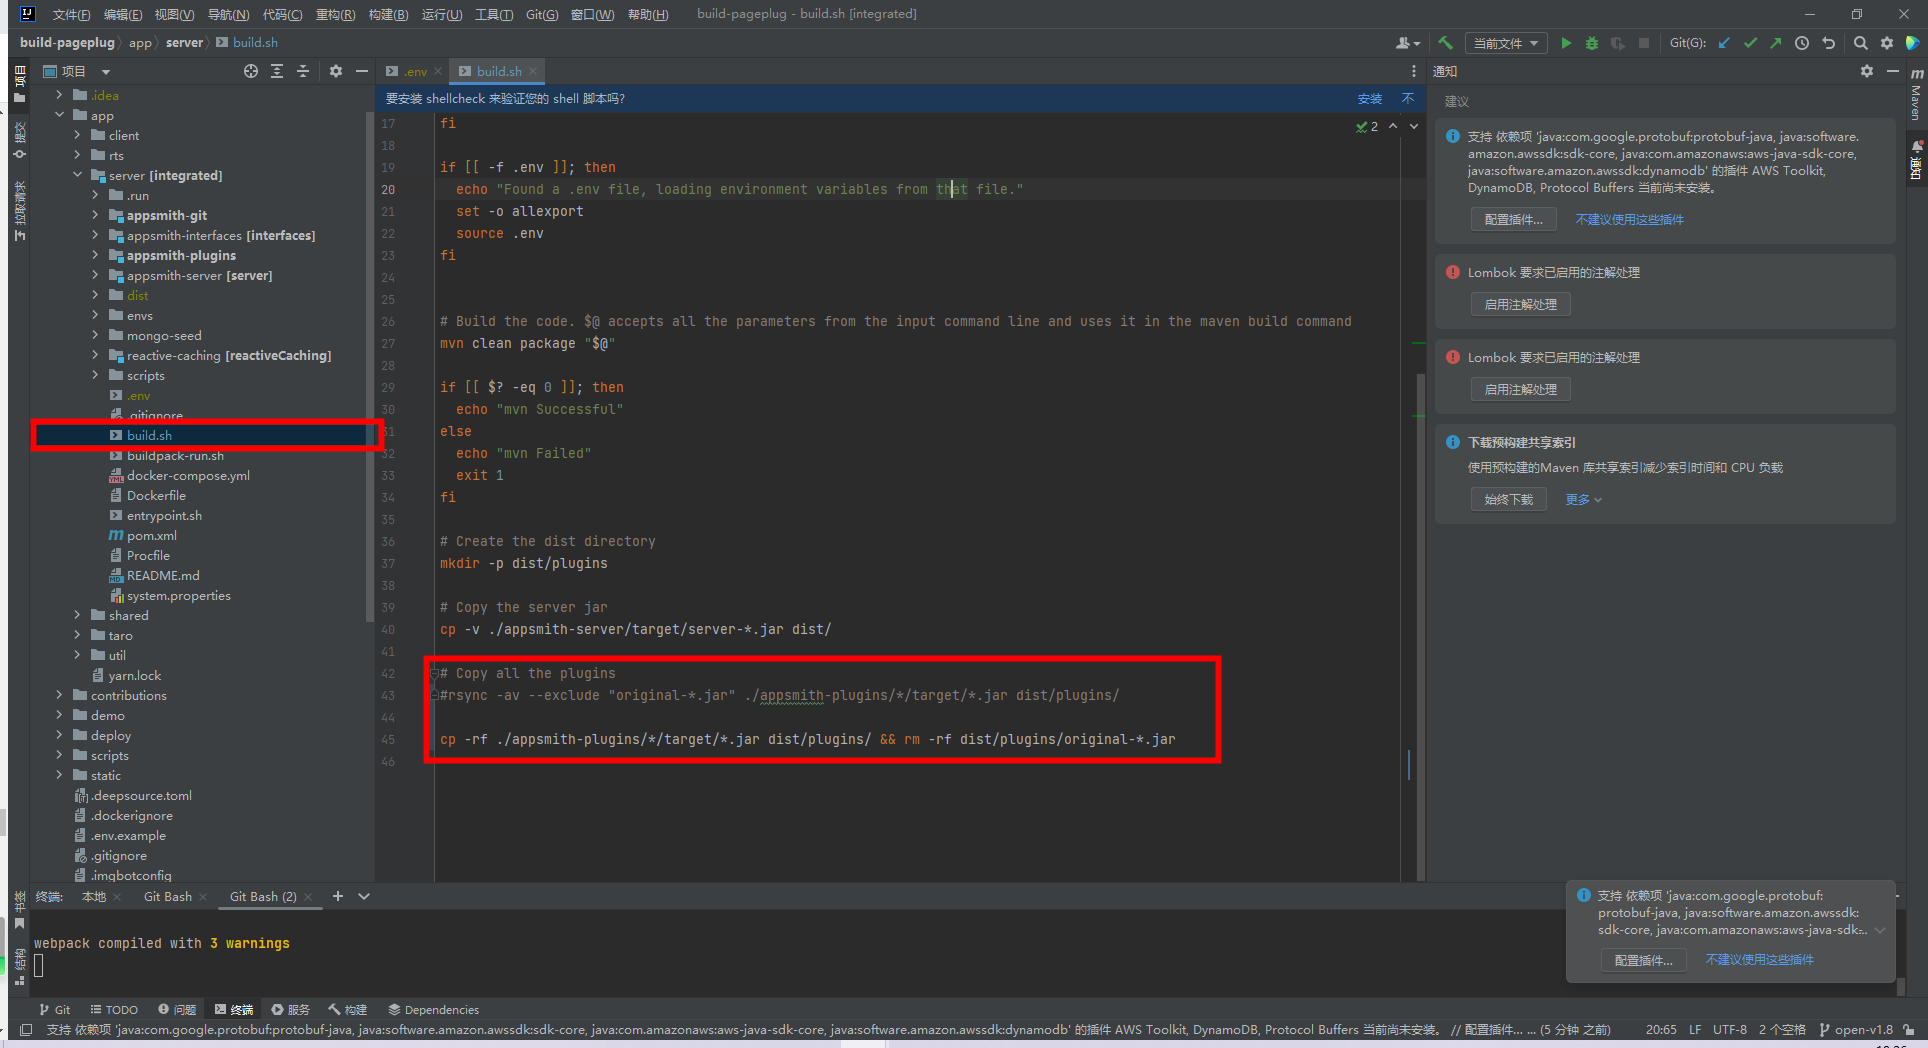 文件(F) 编辑(E) 视图(V) 导航(N) 代码(C) 重构(R) 构建(B) 运行(U) 工具(T) Git(G) 窗口(W) 帮助(H) build-pageplug - build.sh [integrated]
build-pageplug app server build.sh 当前文件 Git(G):
项目 .env build.sh 通知
要安装 shellcheck 来验证您的 shell 脚本吗? 安装 不
.idea
app
client
rts
server [integrated]
.run
appsmith-git
appsmith-interfaces [interfaces]
appsmith-plugins
appsmith-server [server]
dist
envs
mongo-seed
reactive-caching [reactiveCaching]
scripts
.env
.gitignore
build.sh
buildpack-run.sh
docker-compose.yml
Dockerfile
entrypoint.sh
pom.xml
Procfile
README.md
system.properties
shared
taro
util
yarn.lock
contributions
demo
deploy
scripts
static
.deepsource.toml
.dockerignore
.env.example
.gitignore
.imgbotconfig
项目
提交
拉取请求
书签
结构
17 fi
18
19 if [[ -f .env ]]; then
20 echo "Found a .env file, loading environment variables from that file."
21 set -o allexport
22 source .env
23 fi
24
25
26 # Build the code. $@ accepts all the parameters from the input command line and uses it in the maven build command
27 mvn clean package "$@"
28
29 if [[ $? -eq 0 ]]; then
30 echo "mvn Successful"
31 else
32 echo "mvn Failed"
33 exit 1
34 fi
35
36 # Create the dist directory
37 mkdir -p dist/plugins
38
39 # Copy the server jar
40 cp -v ./appsmith-server/target/server-*.jar dist/
41
42 # Copy all the plugins
43 #rsync -av --exclude "original-*.jar" ./appsmith-plugins/*/target/*.jar dist/plugins/
44
45 cp -rf ./appsmith-plugins/*/target/*.jar dist/plugins/ && rm -rf dist/plugins/original-*.jar
46
2
建议
支持 依赖项 'java:com.google.protobuf:protobuf-java, java:software.
amazon.awssdk:sdk-core, java:com.amazonaws:aws-java-sdk-core,
java:software.amazon.awssdk:dynamodb' 的插件 AWS Toolkit,
DynamoDB, Protocol Buffers 当前尚未安装。
配置插件... 不建议使用这些插件
Lombok 要求已启用的注解处理
启用注解处理
Lombok 要求已启用的注解处理
启用注解处理
下载预构建共享索引
使用预构建的Maven 库共享索引减少索引时间和 CPU 负载
始终下载 更多
m
Maven
通知
终端: 本地 Git Bash Git Bash (2)
webpack compiled with 3 warnings
支持 依赖项 'java:com.google.protobuf:
protobuf-java, java:software.amazon.awssdk:
sdk-core, java:com.amazonaws:aws-java-sdk-...
配置插件... 不建议使用这些插件
Git TODO 问题 终端 服务 构建 Dependencies
支持 依赖项 'java:com.google.protobuf:protobuf-java, java:software.amazon.awssdk:sdk-core, java:com.amazonaws:aws-java-sdk-core, java:software.amazon.awssdk:dynamodb' 的插件 AWS Toolkit, DynamoDB, Protocol Buffers 当前尚未安装。 // 配置插件... ... (5 分钟 之前) 20:65 LF UTF-8 2 个空格 open-v1.8